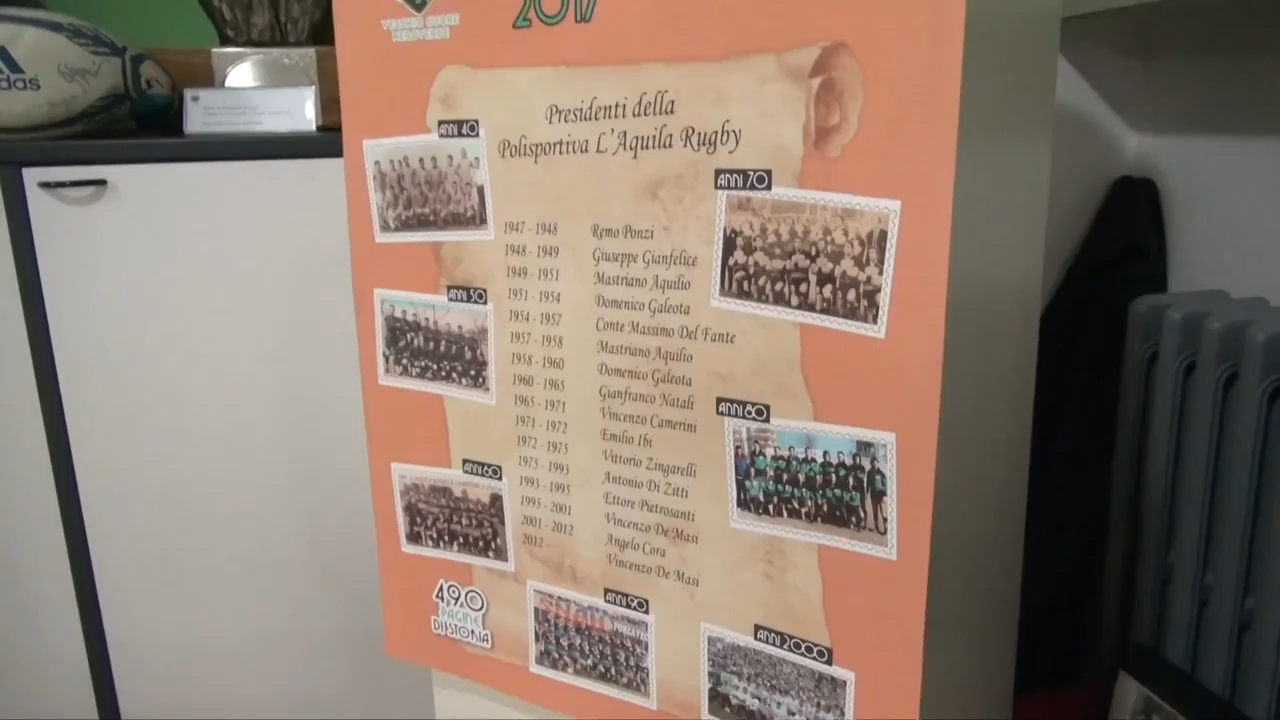 2017
VECCHIO CUORE
NEROVERDE
adas
Presidenti della
Polisportiva L'Aquila Rugby
ANNI 40
ANNI 50
ANNI 60
ANNI 70
ANNI 80
ANNI 90
ANNI 2000
1947 - 1948 Remo Ponzi
1948 - 1949 Giuseppe Gianfelice
1949 - 1951 Mastriano Aquilio
1951 - 1954 Domenico Galeota
1954 - 1957 Conte Massimo Del Fante
1957 - 1958 Mastriano Aquilio
1958 - 1960 Domenico Galeota
1960 - 1965 Gianfranco Natali
1965 - 1971 Vincenzo Camerini
1971 - 1972 Emilio Ibi
1972 - 1975 Vittorio Zingarelli
1975 - 1993 Antonio Di Zitti
1993 - 1995 Ettore Pietrosanti
1995 - 2001 Vincenzo De Masi
2001 - 2012 Angelo Cora
2012 - Vincenzo De Masi
490
PAGINE
DI STORIA